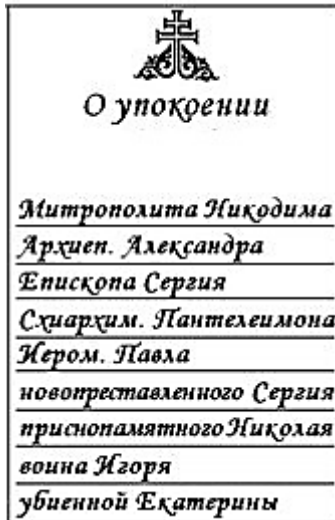 О упокоении
Митрополита Никодима
Архиеп. Александра
Епископа Сергия
Схиархим. Пантелеимона
Иером. Павла
новопреставленного Сергия
приснопамятного Николая
воина Игоря
убиенной Екатерины